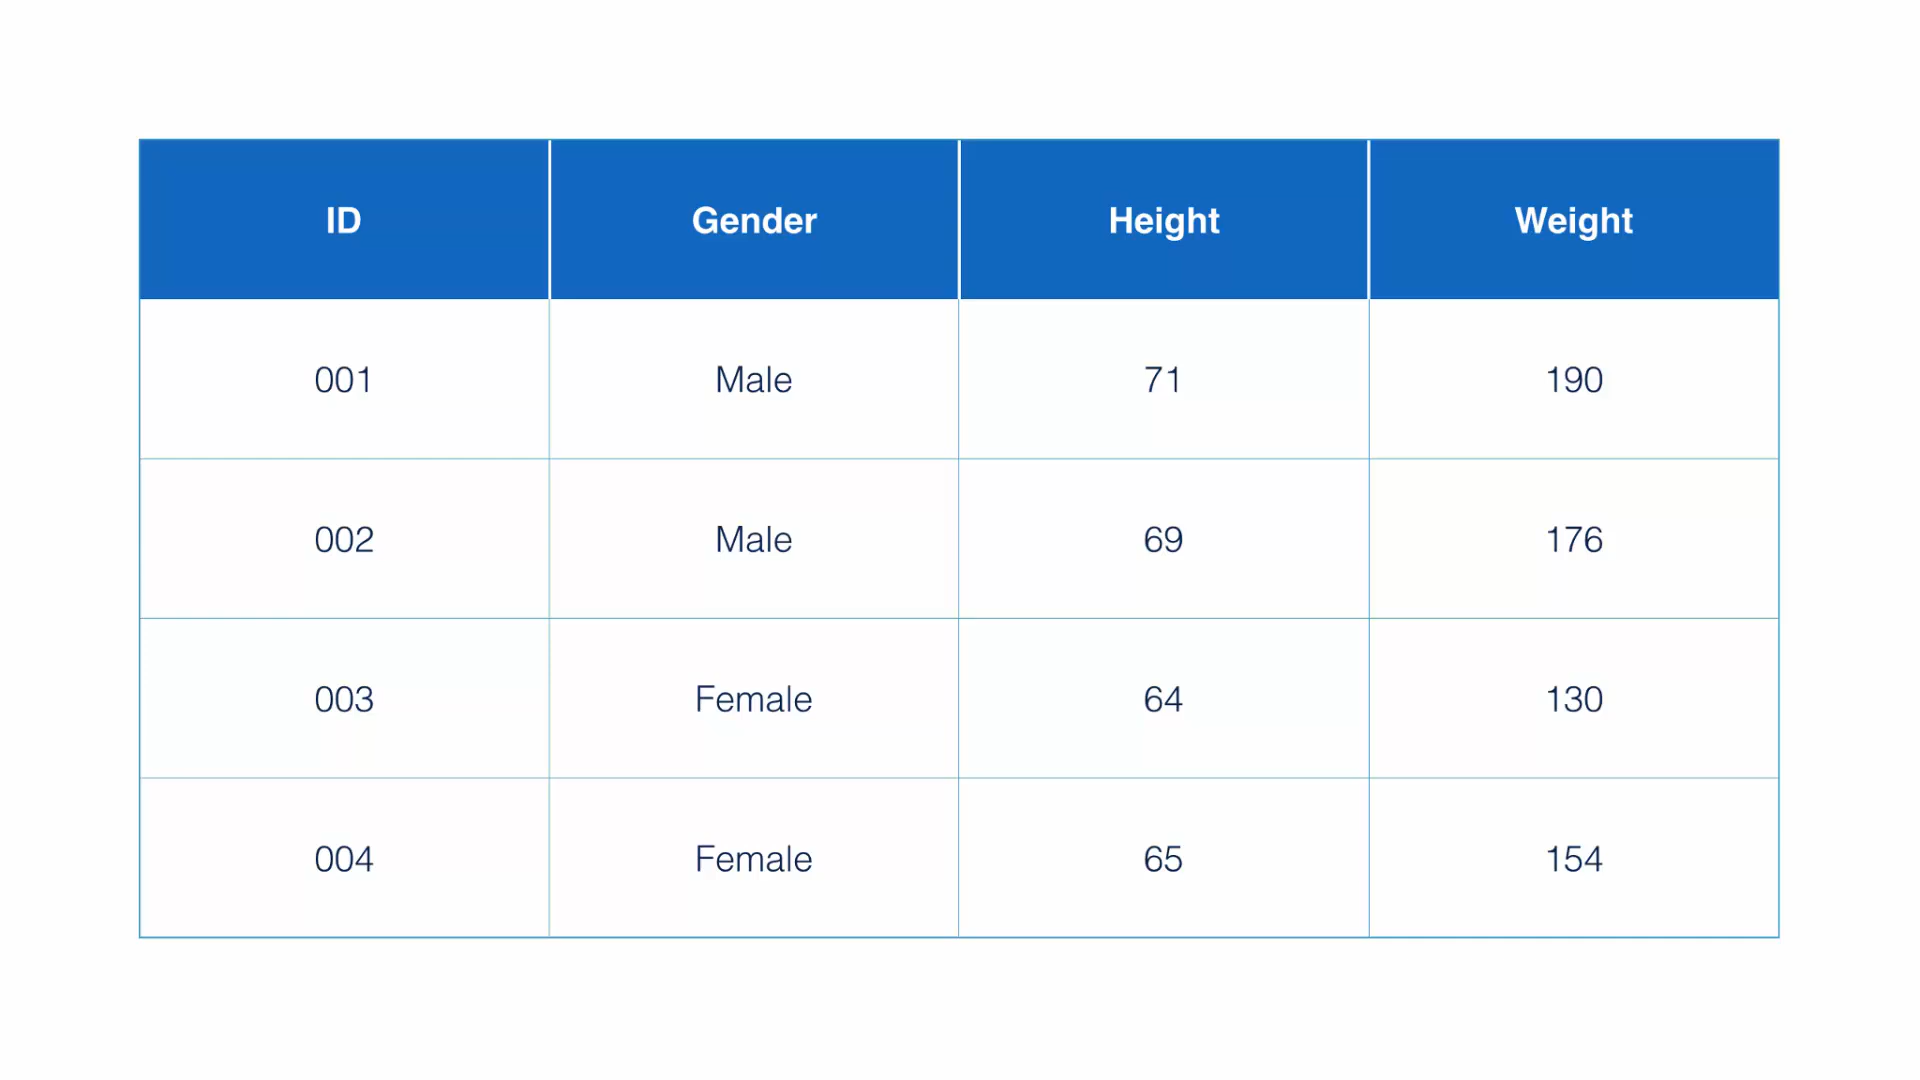 ID Gender Height Weight
001 Male 71 190
002 Male 69 176
003 Female 64 130
004 Female 65 154